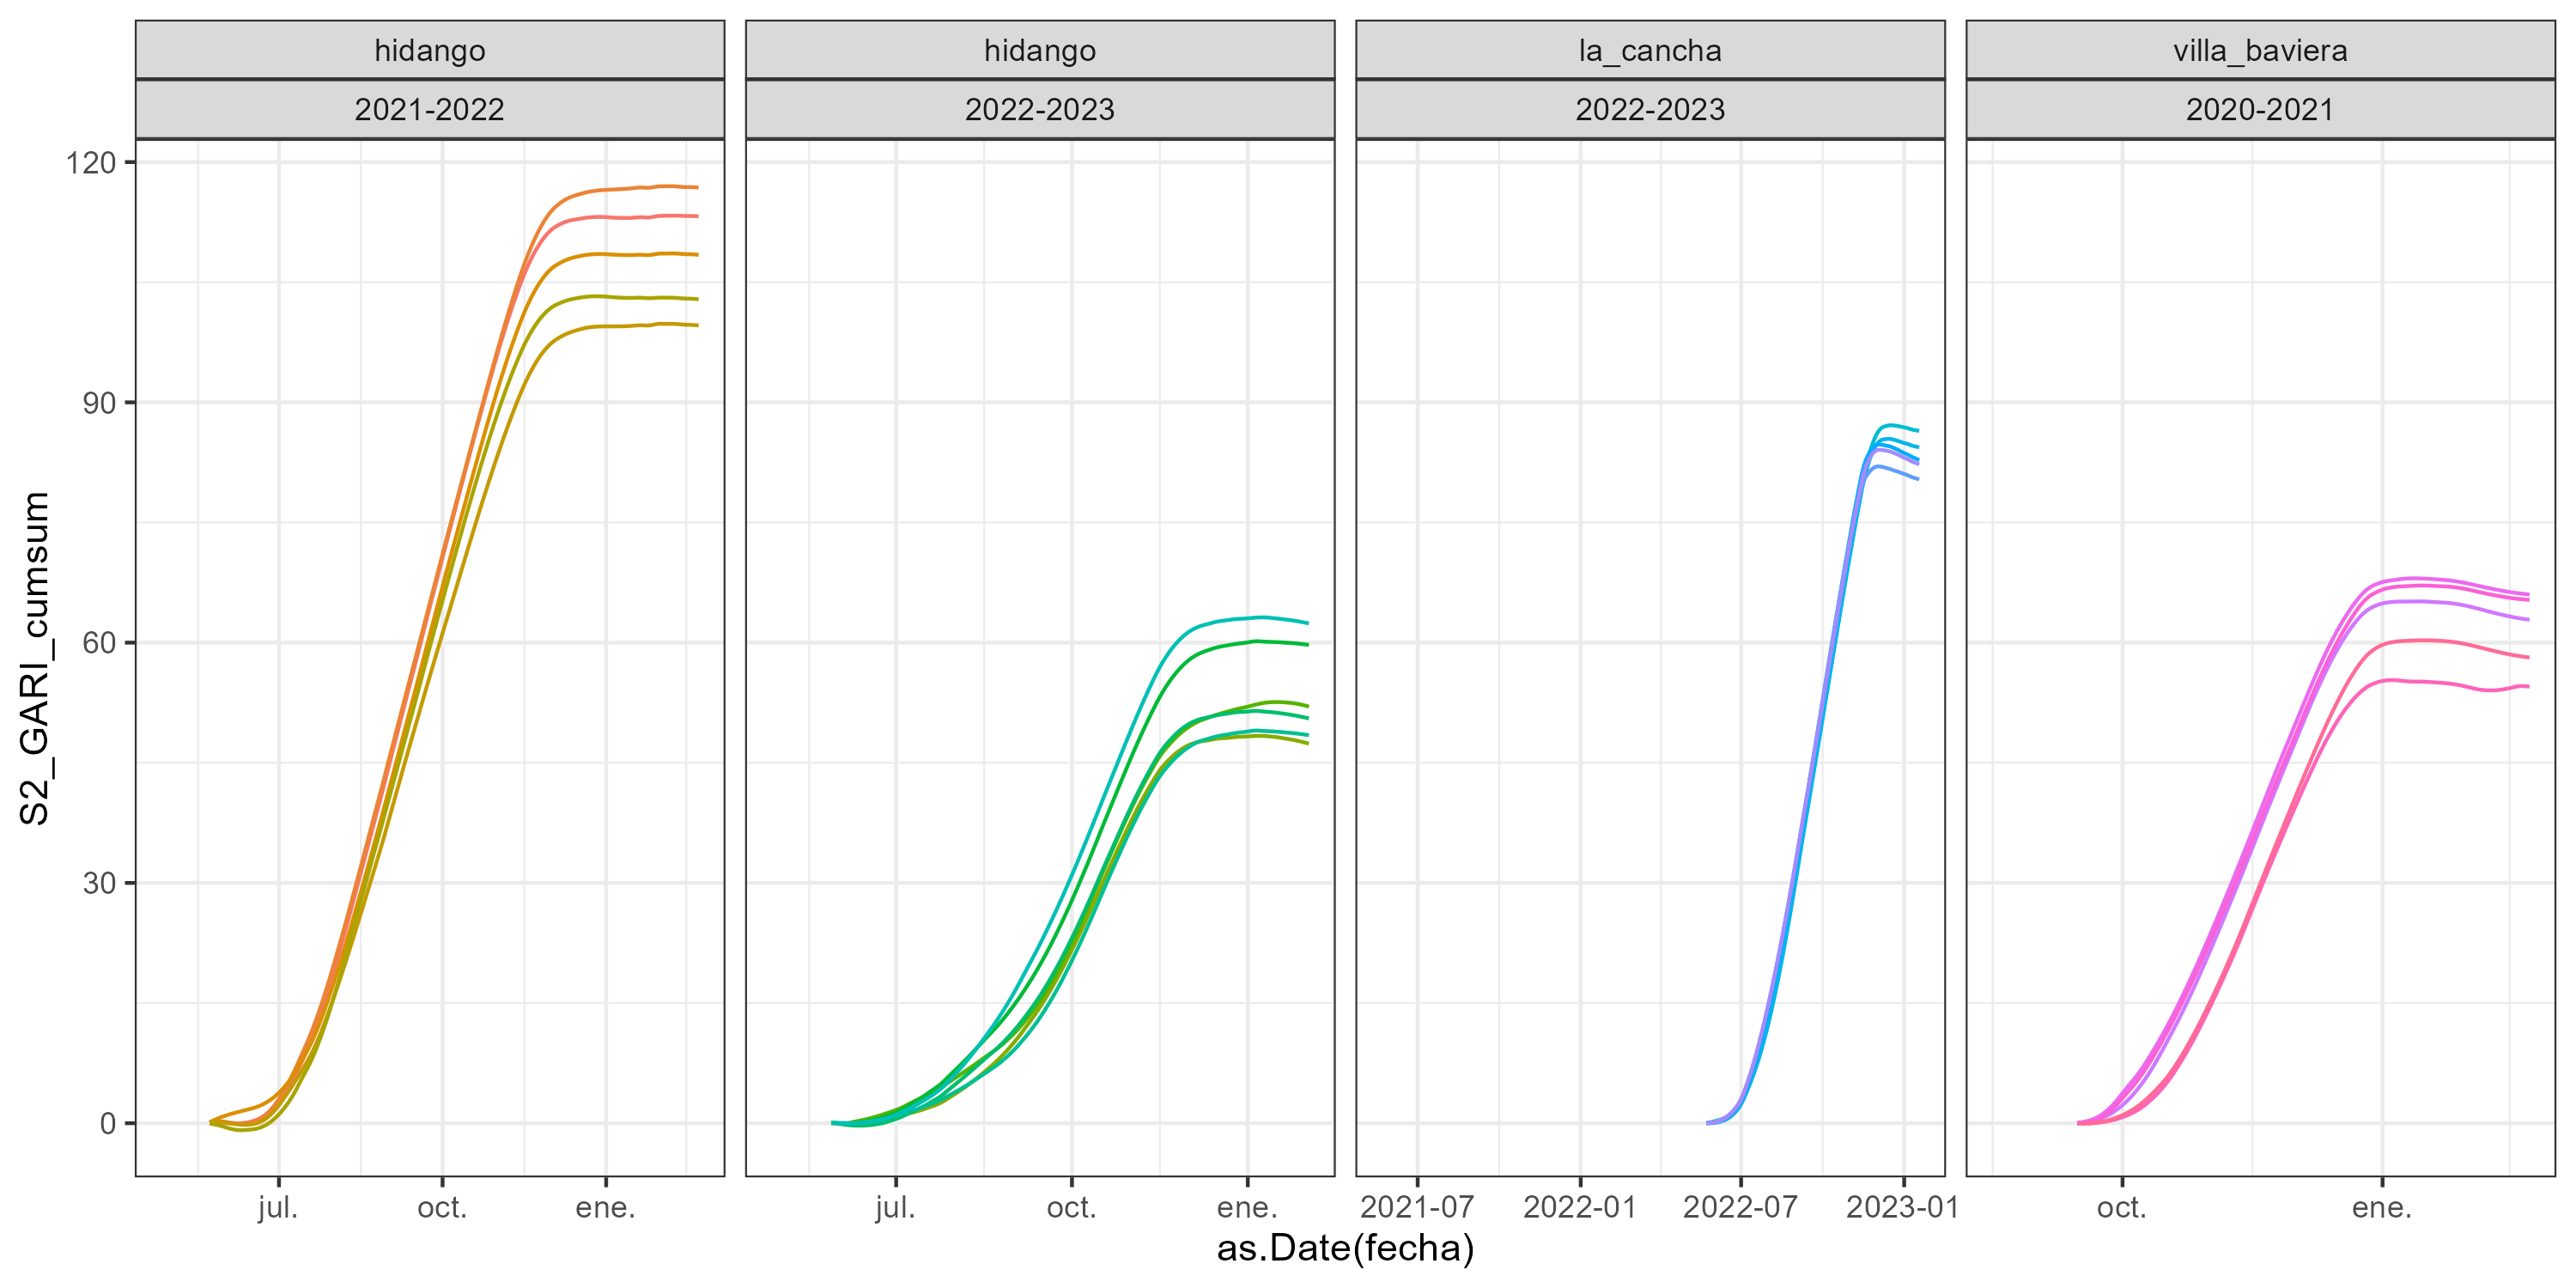 hidango
hidango
la_cancha
villa_baviera
2021-2022
2022-2023
2022-2023
2020-2021
S2_GARI_cumsum
120
90
60
30
0
jul.
oct.
ene.
jul.
oct.
ene.
2021-07
2022-01
2022-07
2023-01
oct.
ene.
as.Date(fecha)